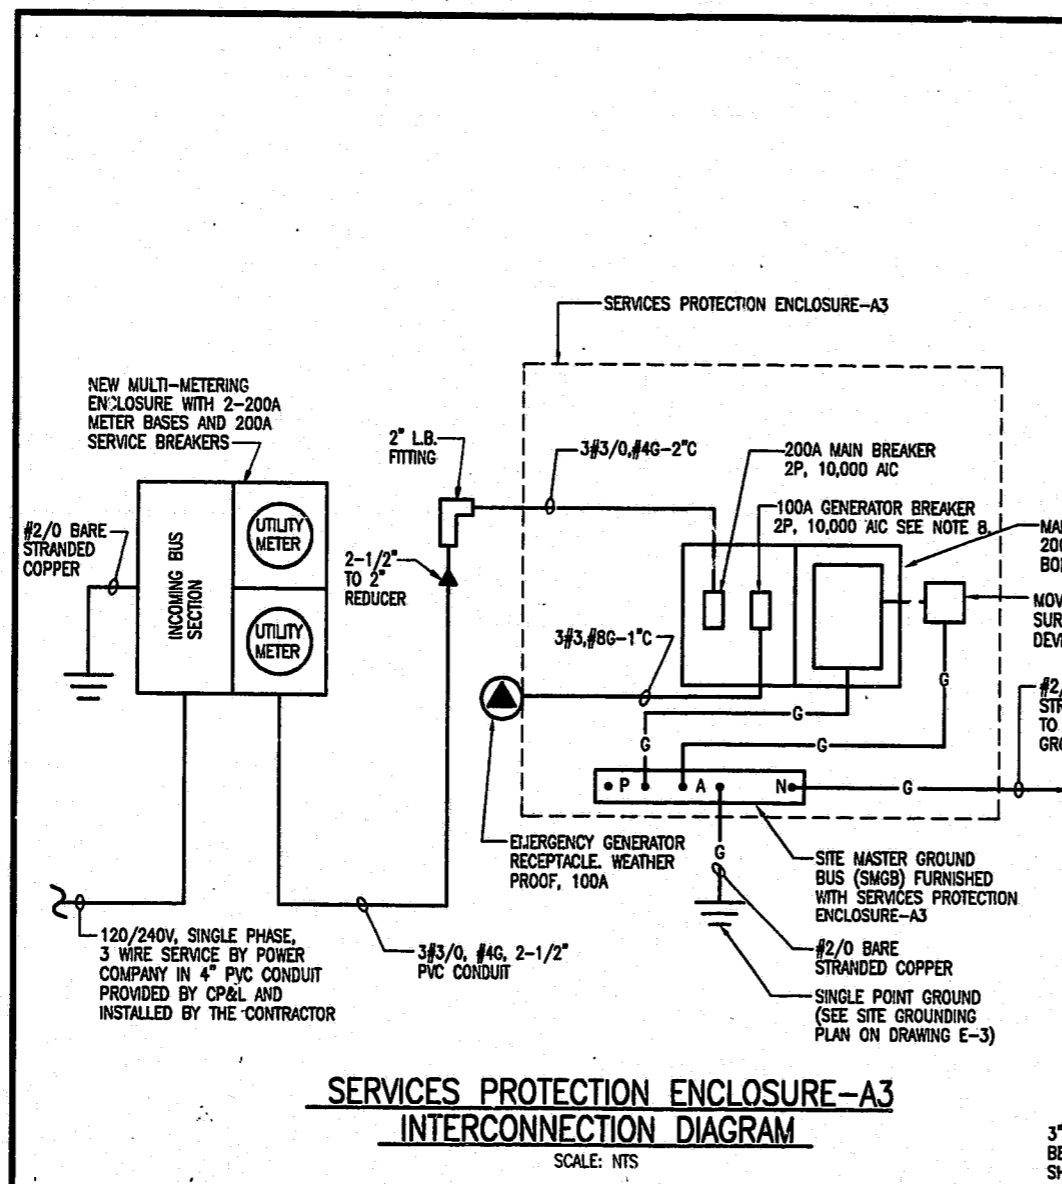 SERVICES PROTECTION ENCLOSURE-A3
NEW MULTI-METERING
ENCLOSURE WITH 2-200A
METER BASES AND 200A
SERVICE BREAKERS
2" L.B.
FITTING
3#3/0,#4G-2"C
200A MAIN BREAKER
2P, 10,000 AIC
100A GENERATOR BREAKER
2P, 10,000 AIC SEE NOTE 8.
#2/0 BARE
STRANDED
COPPER
INCOMING BUS
SECTION
UTILITY
METER
UTILITY
METER
2-1/2"
TO 2"
REDUCER
3#3,#8G-1"C
MOV
G
G
G
G
P
A
N
G
G
TO
EMERGENCY GENERATOR
RECEPTACLE. WEATHER
PROOF, 100A
SITE MASTER GROUND
BUS (SMGB) FURNISHED
WITH SERVICES PROTECTION
ENCLOSURE-A3
120/240V, SINGLE PHASE,
3 WIRE SERVICE BY POWER
COMPANY IN 4" PVC CONDUIT
PROVIDED BY CP&L AND
INSTALLED BY THE CONTRACTOR
3#3/0, #4G, 2-1/2"
PVC CONDUIT
#2/0 BARE
STRANDED COPPER
SINGLE POINT GROUND
(SEE SITE GROUNDING
PLAN ON DRAWING E-3)
SERVICES PROTECTION ENCLOSURE-A3
INTERCONNECTION DIAGRAM
SCALE: NTS
3"